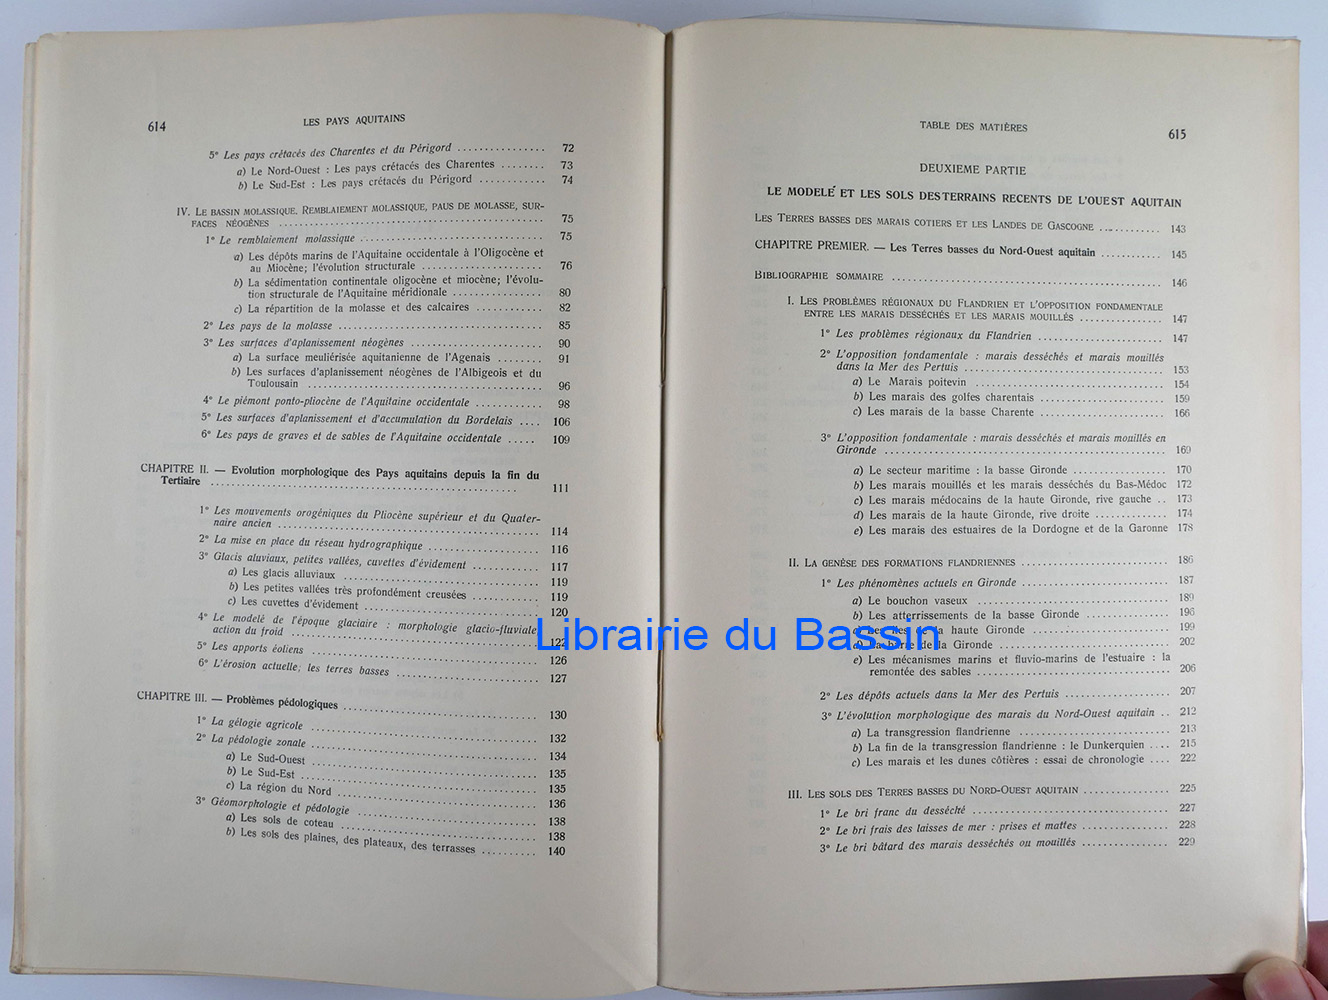 614
LES PAYS AQUITAINS
5° Les pays crétacés des Charentes et du Périgord ............... 72
a) Le Nord-Ouest : Les pays crétacés des Charentes ........ 73
b) Le Sud-Est : Les pays crétacés du Périgord ............ 74
IV. LE BASSIN MOLASSIQUE. REMBLAIEMENT MOLASSIQUE, PAUS DE MOLASSE, SUR-
FACES NÉOGÈNES ............ 75
1° Le remblaiement molassique ............ 75
a) Les dépôts marins de l'Aquitaine occidentale à l'Oligocène et
au Miocène; l'évolution structurale ............ 76
b) La sédimentation continentale oligocène et miocène; l'évolu-
tion structurale de l'Aquitaine méridionale ............ 80
c) La répartition de la molasse et des calcaires ............ 82
2° Les pays de la molasse ............ 85
3° Les surfaces d'aplanissement néogènes ............ 90
a) La surface meuliérisée aquitanienne de l'Agenais ........ 91
b) Les surfaces d'aplanissement néogènes de l'Albigeois et du
Toulousain ............ 96
4° Le piémont ponto-pliocène de l'Aquitaine occidentale ............ 98
5° Les surfaces d'aplanissement et d'accumulation du Bordelais .... 106
6° Les pays de graves et de sables de l'Aquitaine occidentale ..... 109
CHAPITRE II. — Evolution morphologique des Pays aquitains depuis la fin du
Tertiaire ............ 111
1° Les mouvements orogéniques du Pliocène supérieur et du Quater-
naire ancien ............ 114
2° La mise en place du réseau hydrographique ............ 116
3° Glacis aluviaux, petites vallées, cuvettes d'évidement ............ 117
a) Les glacis alluviaux ............ 119
b) Les petites vallées très profondément creusées ............ 119
c) Les cuvettes d'évidement ............ 120
4° Le modelé de l'époque glaciaire : morphologie glacio-fluviale,
action du froid ............ 122
5° Les apports éoliens ............ 126
6° L'érosion actuelle; les terres basses ............ 127
CHAPITRE III. — Problèmes pédologiques ............ 130
1° La gélogie agricole ............ 132
2° La pédologie zonale ............ 134
a) Le Sud-Ouest ............ 135
b) Le Sud-Est ............ 135
c) La région du Nord ............ 136
3° Géomorphologie et pédologie ............ 138
a) Les sols de coteau ............ 138
b) Les sols des plaines, des plateaux, des terrasses ............ 140
TABLE DES MATIÈRES
615
DEUXIEME PARTIE
LE MODELÉ ET LES SOLS DES TERRAINS RECENTS DE L'OUEST AQUITAIN
LES TERRES BASSES DES MARAIS COTIERS ET LES LANDES DE GASCOGNE ............ 143
CHAPITRE PREMIER. — Les Terres basses du Nord-Ouest aquitain ............ 145
BIBLIOGRAPHIE SOMMAIRE ............ 146
I. LES PROBLÈMES RÉGIONAUX DU FLANDRIEN ET L'OPPOSITION FONDAMENTALE
ENTRE LES MARAIS DESSÉCHÉS ET LES MARAIS MOUILLÉS ............ 147
1° Les problèmes régionaux du Flandrien ............ 147
2° L'opposition fondamentale : marais desséchés et marais mouillés
dans la Mer des Pertuis ............ 153
a) Le Marais poitevin ............ 154
b) Les marais des golfes charentais ............ 159
c) Les marais de la basse Charente ............ 166
3° L'opposition fondamentale : marais desséchés et marais mouillés en
Gironde ............ 169
a) Le secteur maritime : la basse Gironde ............ 170
b) Les marais mouillés et les marais desséchés du Bas-Médoc 172
c) Les marais médocains de la haute Gironde, rive gauche .. 173
d) Les marais de la haute Gironde, rive droite ............ 174
e) Les marais des estuaires de la Dordogne et de la Garonne 178
II. LA GENÈSE DES FORMATIONS FLANDRIENNES ............ 186
1° Les phénomènes actuels en Gironde ............ 187
a) Le bouchon vaseux ............ 189
b) Les atterrissements de la basse Gironde ............ 196
de la haute Gironde ............ 199
de la Gironde ............ 202
e) Les mécanismes marins et fluvio-marins de l'estuaire : la
remontée des sables ............ 206
2° Les dépôts actuels dans la Mer des Pertuis ............ 207
3° L'évolution morphologique des marais du Nord-Ouest aquitain .. 212
a) La transgression flandrienne ............ 213
b) La fin de la transgression flandrienne : le Dunkerquien .... 215
c) Les marais et les dunes côtières : essai de chronologie .... 222
III. LES SOLS DES TERRES BASSES DU NORD-OUEST AQUITAIN ............ 225
1° Le bri franc du desséché ............ 227
2° Le bri frais des laisses de mer : prises et mattes ............ 228
3° Le bri bâtard des marais desséchés ou mouillés ............ 229
Librairie du Bassin